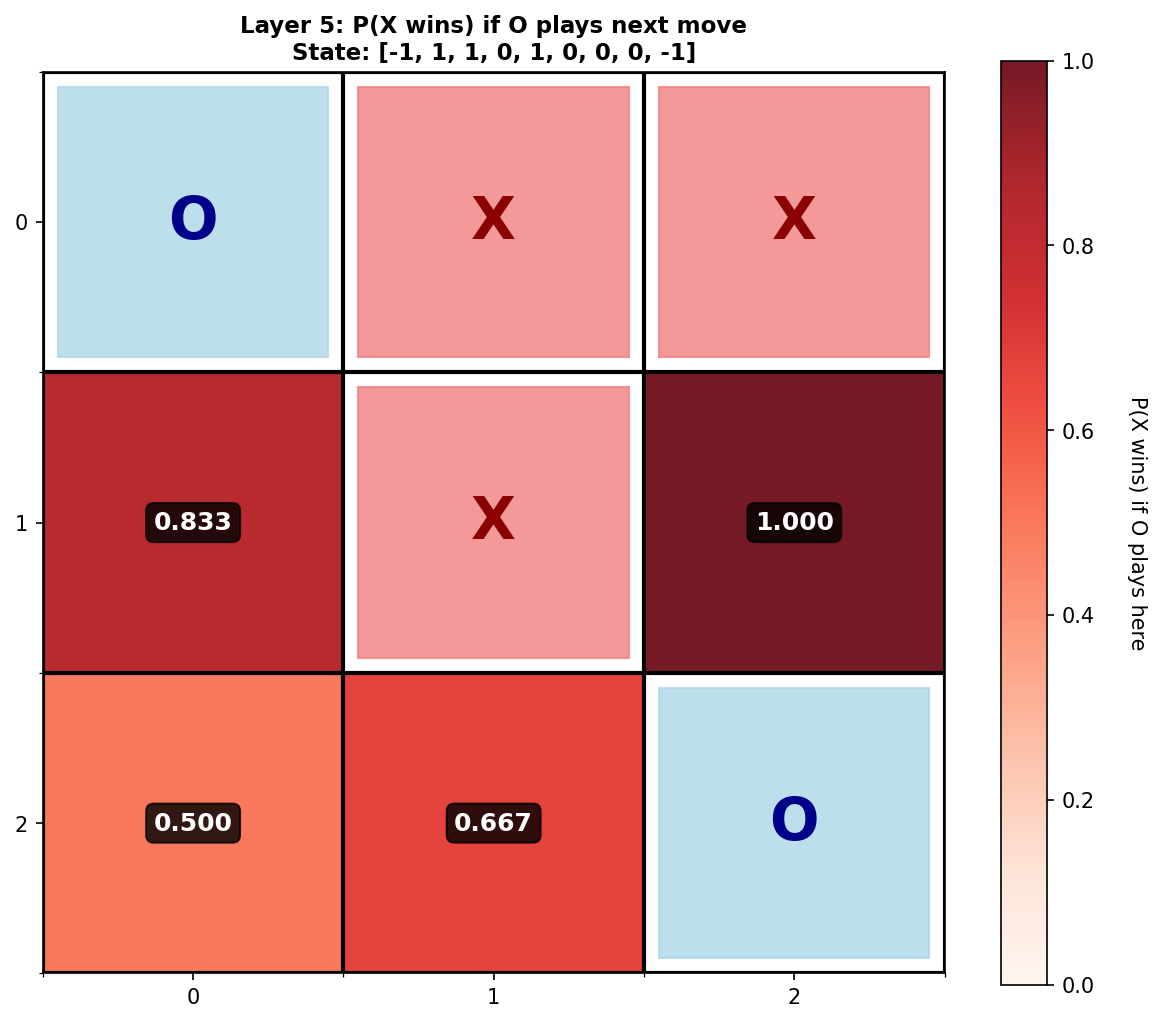 Layer 5: P(X wins) if O plays next move
State: [-1, 1, 1, 0, 1, 0, 0, 0, -1]
0
O
X
X
1
0.833
X
1.000
2
0.500
0.667
O
0
1
2
1.0
0.8
0.6
0.4
0.2
0.0
P(X wins) if O plays here